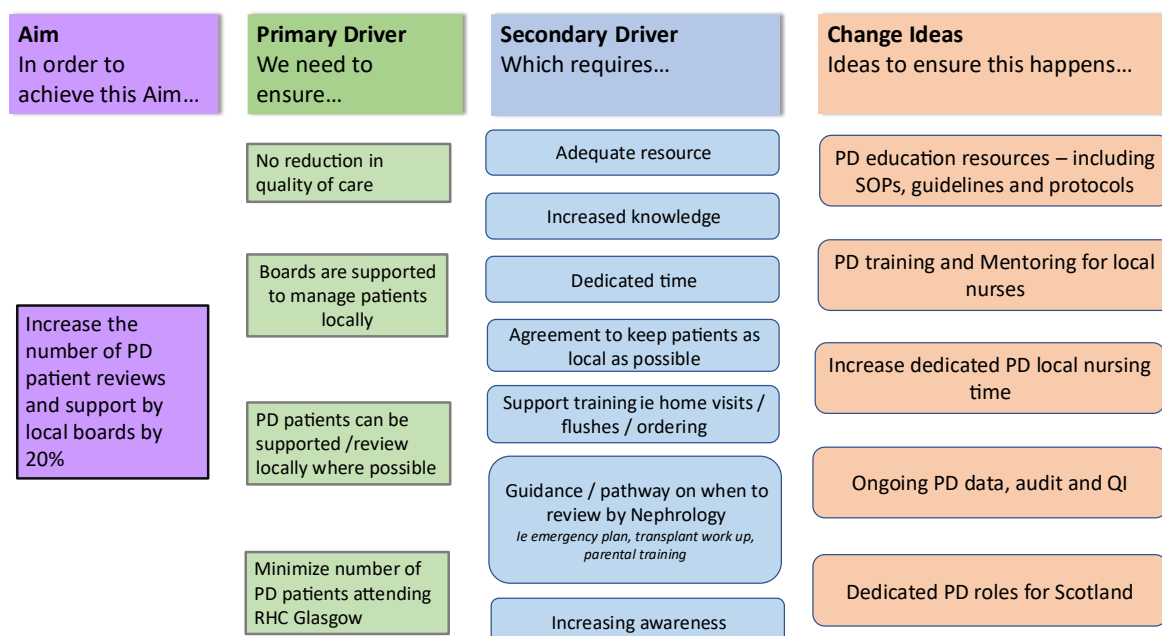 Aim
In order to
achieve this Aim...
Primary Driver
We need to
ensure...
Secondary Driver
Which requires...
Change Ideas
Ideas to ensure this happens...
Increase the
number of PD
patient reviews
and support by
local boards by
20%
No reduction in
quality of care
Boards are supported
to manage patients
locally
PD patients can be
supported /review
locally where possible
Minimize number of
PD patients attending
RHC Glasgow
Adequate resource
Increased knowledge
Dedicated time
Agreement to keep patients as
local as possible
Support training ie home visits /
flushes / ordering
Guidance / pathway on when to
review by Nephrology
Ie emergency plan, transplant work up,
parental training
Increasing awareness
PD education resources – including
SOPs, guidelines and protocols
PD training and Mentoring for local
nurses
Increase dedicated PD local nursing
time
Ongoing PD data, audit and QI
Dedicated PD roles for Scotland